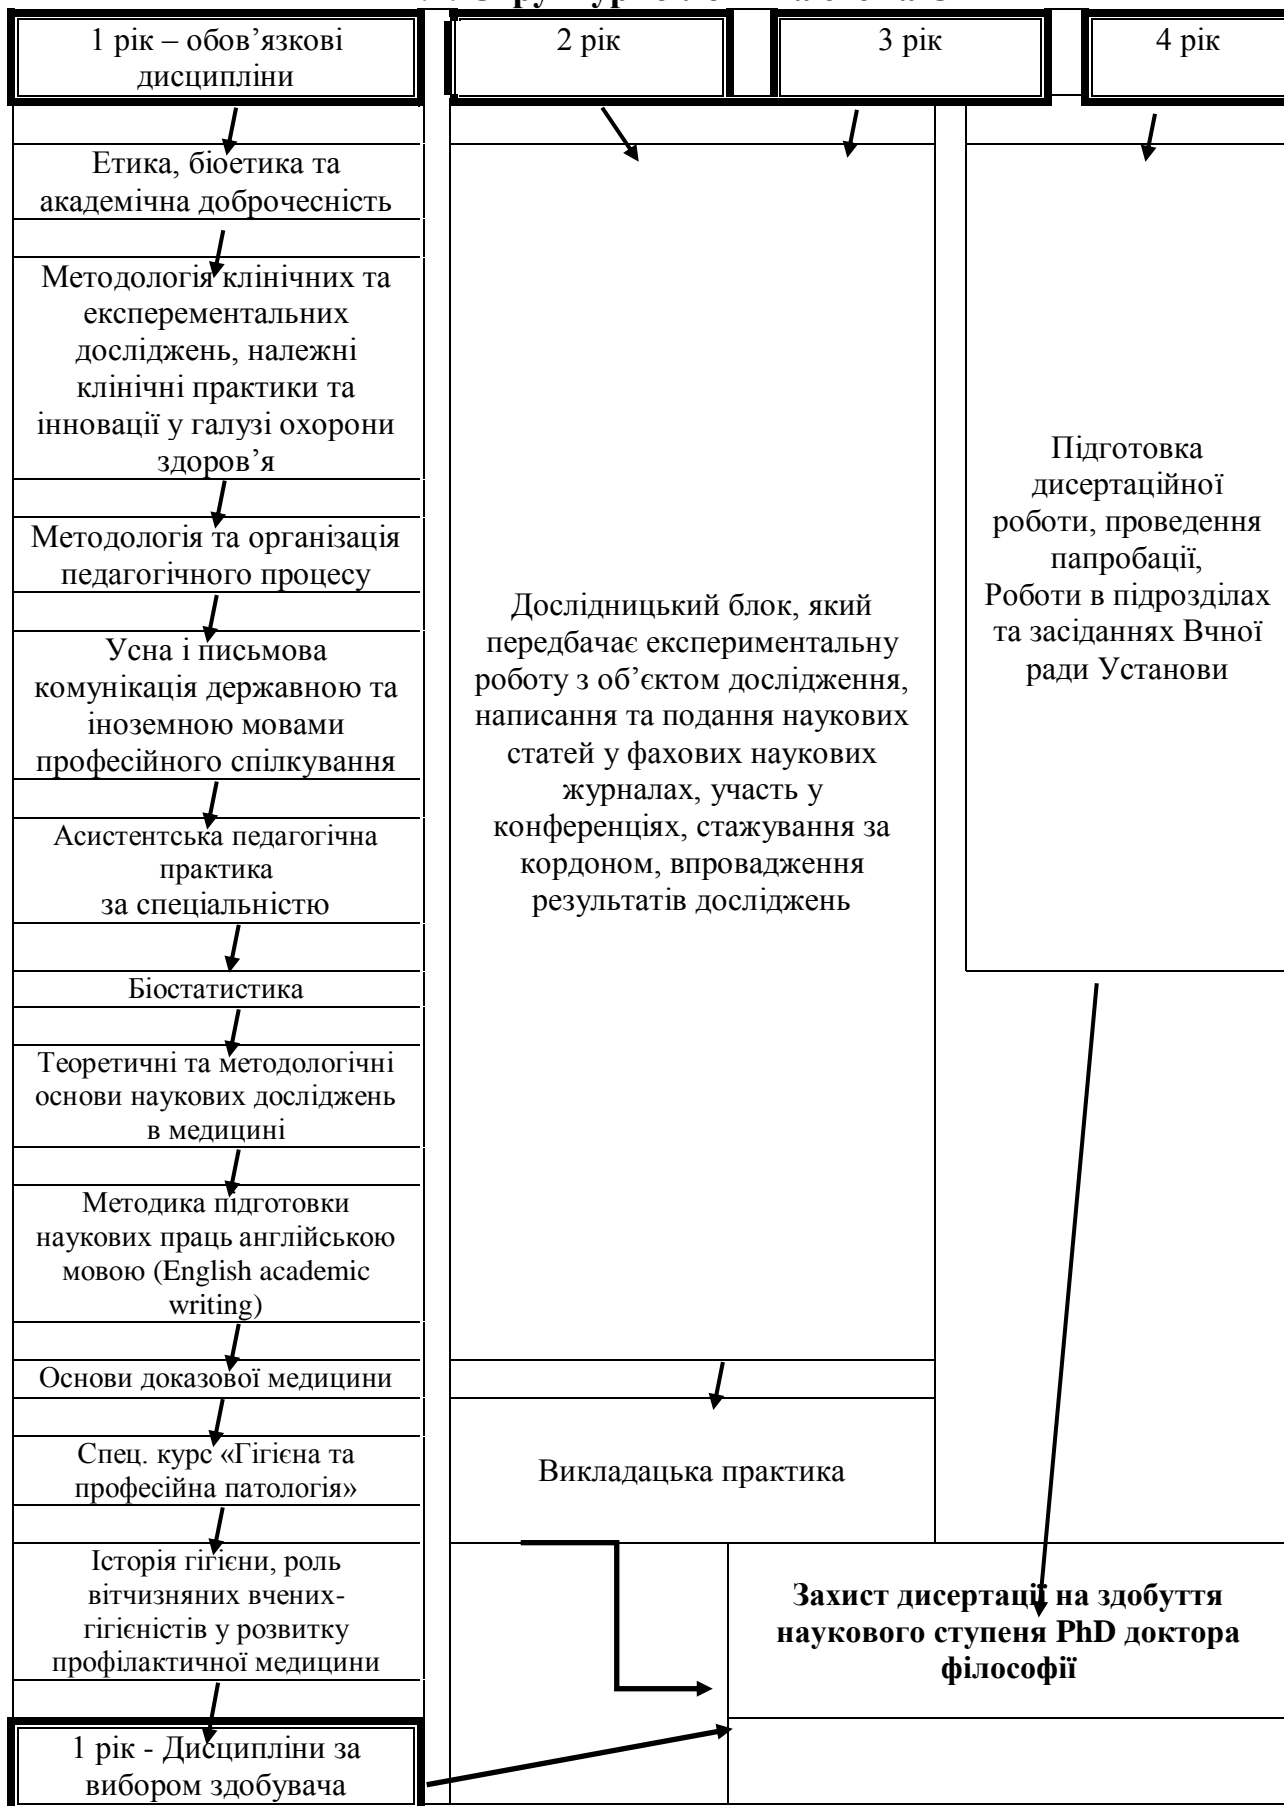 1 рік – обов’язкові
дисципліни
2 рік
3 рік
4 рік
Етика, біоетика та
академічна доброчесність
Методологія клінічних та
експерементальних
досліджень, належні
клінічні практики та
інновації у галузі охорони
здоров’я
Методологія та організація
педагогічного процесу
Усна і письмова
комунікація державною та
іноземною мовами
професійного спілкування
Асистентська педагогічна
практика
за спеціальністю
Біостатистика
Теоретичні та методологічні
основи наукових досліджень
в медицині
Методика підготовки
наукових праць англійською
мовою (English academic
writing)
Основи доказової медицини
Спец. курс «Гігієна та
професійна патологія»
Історія гігієни, роль
вітчизняних вчених-
гігієністів у розвитку
профілактичної медицини
1 рік - Дисципліни за
вибором здобувача
Дослідницький блок, який
передбачає експериментальну
роботу з об’єктом дослідження,
написання та подання наукових
статей у фахових наукових
журналах, участь у
конференціях, стажування за
кордоном, впровадження
результатів досліджень
Викладацька практика
Підготовка
дисертаційної
роботи, проведення
папробації,
Роботи в підрозділах
та засіданнях Вчної
ради Установи
Захист дисертації на здобуття
наукового ступеня PhD доктора
філософії